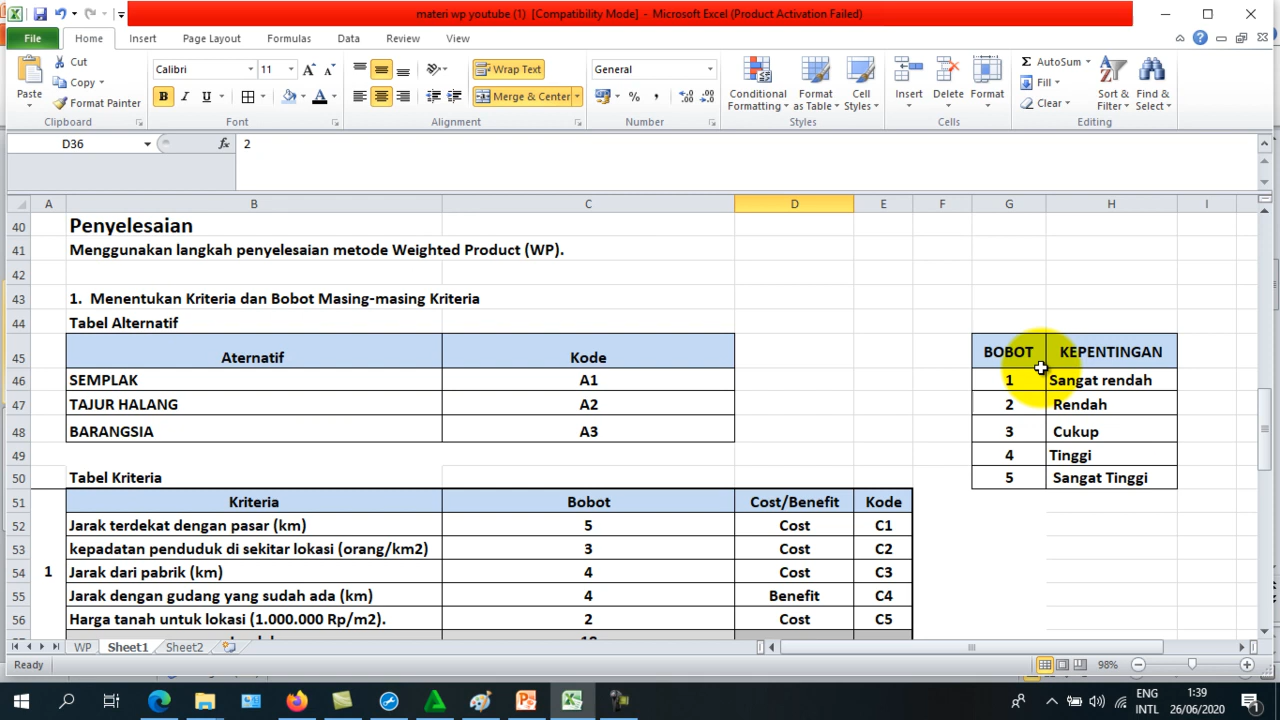 materi wp youtube (1) [Compatibility Mode] - Microsoft Excel (Product Activation Failed)
File Home Insert Page Layout Formulas Data Review View
Paste Cut Copy Format Painter Clipboard
Calibri 11 B I U A Font
Wrap Text Merge & Center Alignment
General % , Number
Conditional Formatting Format as Table Cell Styles Styles
Insert Delete Format Cells
AutoSum Fill Clear Sort & Filter Find & Select Editing
D36 fx 2
A B C D E F G H I
40 Penyelesaian
41 Menggunakan langkah penyelesaian metode Weighted Product (WP).
42
43 1. Menentukan Kriteria dan Bobot Masing-masing Kriteria
44 Tabel Alternatif
45 Aternatif Kode BOBOT KEPENTINGAN
46 SEMPLAK A1 1 Sangat rendah
47 TAJUR HALANG A2 2 Rendah
48 BARANGSIA A3 3 Cukup
49 4 Tinggi
50 Tabel Kriteria 5 Sangat Tinggi
51 Kriteria Bobot Cost/Benefit Kode
52 Jarak terdekat dengan pasar (km) 5 Cost C1
53 kepadatan penduduk di sekitar lokasi (orang/km2) 3 Cost C2
54 1 Jarak dari pabrik (km) 4 Cost C3
55 Jarak dengan gudang yang sudah ada (km) 4 Benefit C4
56 Harga tanah untuk lokasi (1.000.000 Rp/m2). 2 Cost C5
WP Sheet1 Sheet2
Ready 98%
ENG INTL 1:39 26/06/2020